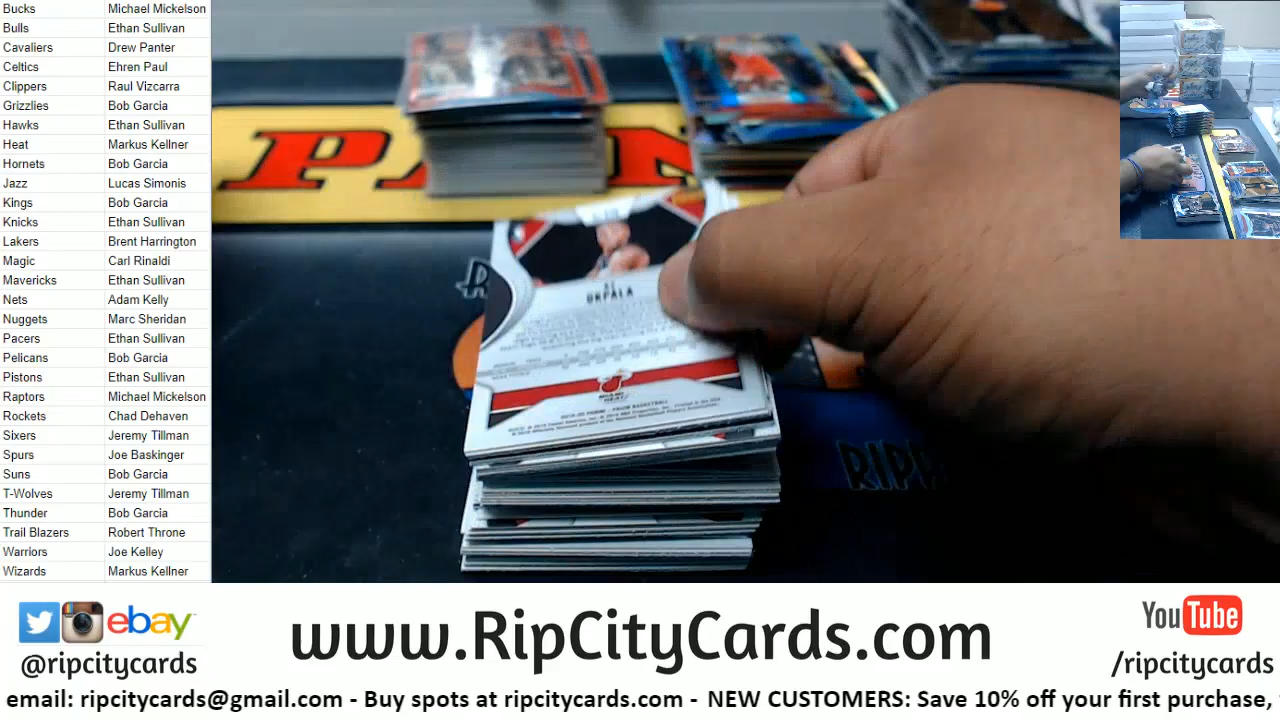 Bucks Michael Mickelson
Bulls Ethan Sullivan
Cavaliers Drew Panter
Celtics Ehren Paul
Clippers Raul Vizcarra
Grizzlies Bob Garcia
Hawks Ethan Sullivan
Heat Markus Kellner
Hornets Bob Garcia
Jazz Lucas Simonis
Kings Bob Garcia
Knicks Ethan Sullivan
Lakers Brent Harrington
Magic Carl Rinaldi
Mavericks Ethan Sullivan
Nets Adam Kelly
Nuggets Marc Sheridan
Pacers Ethan Sullivan
Pelicans Bob Garcia
Pistons Ethan Sullivan
Raptors Michael Mickelson
Rockets Chad Dehaven
Sixers Jeremy Tillman
Spurs Joe Baskinger
Suns Bob Garcia
T-Wolves Jeremy Tillman
Thunder Bob Garcia
Trail Blazers Robert Throne
Warriors Joe Kelley
Wizards Markus Kellner
OKPALA
MIAMI
HEAT
RIPP
ebay
@ripcitycards
www.RipCityCards.com
YouTube
/ripcitycards
email: ripcitycards@gmail.com - Buy spots at ripcitycards.com - NEW CUSTOMERS: Save 10% off your first purchase,